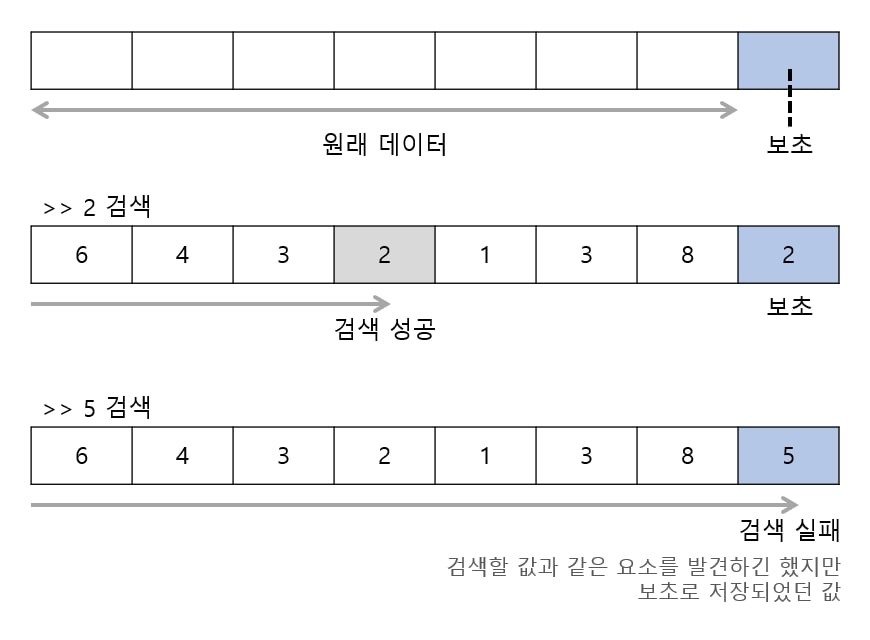 원래 데이터
보초
>> 2 검색
6 4 3 2 1 3 8 2
보초
검색 성공
>> 5 검색
6 4 3 2 1 3 8 5
검색 실패
검색할 값과 같은 요소를 발견하긴 했지만
보초로 저장되었던 값